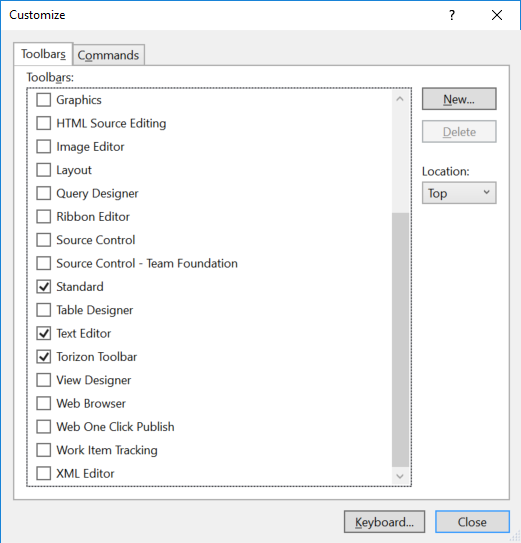 Customize
?
Toolbars
Commands
Toolbars:
Graphics
HTML Source Editing
Image Editor
Layout
Query Designer
Ribbon Editor
Source Control
Source Control - Team Foundation
Standard
Table Designer
Text Editor
Torizon Toolbar
View Designer
Web Browser
Web One Click Publish
Work Item Tracking
XML Editor
New...
Delete
Location:
Top
Keyboard...
Close